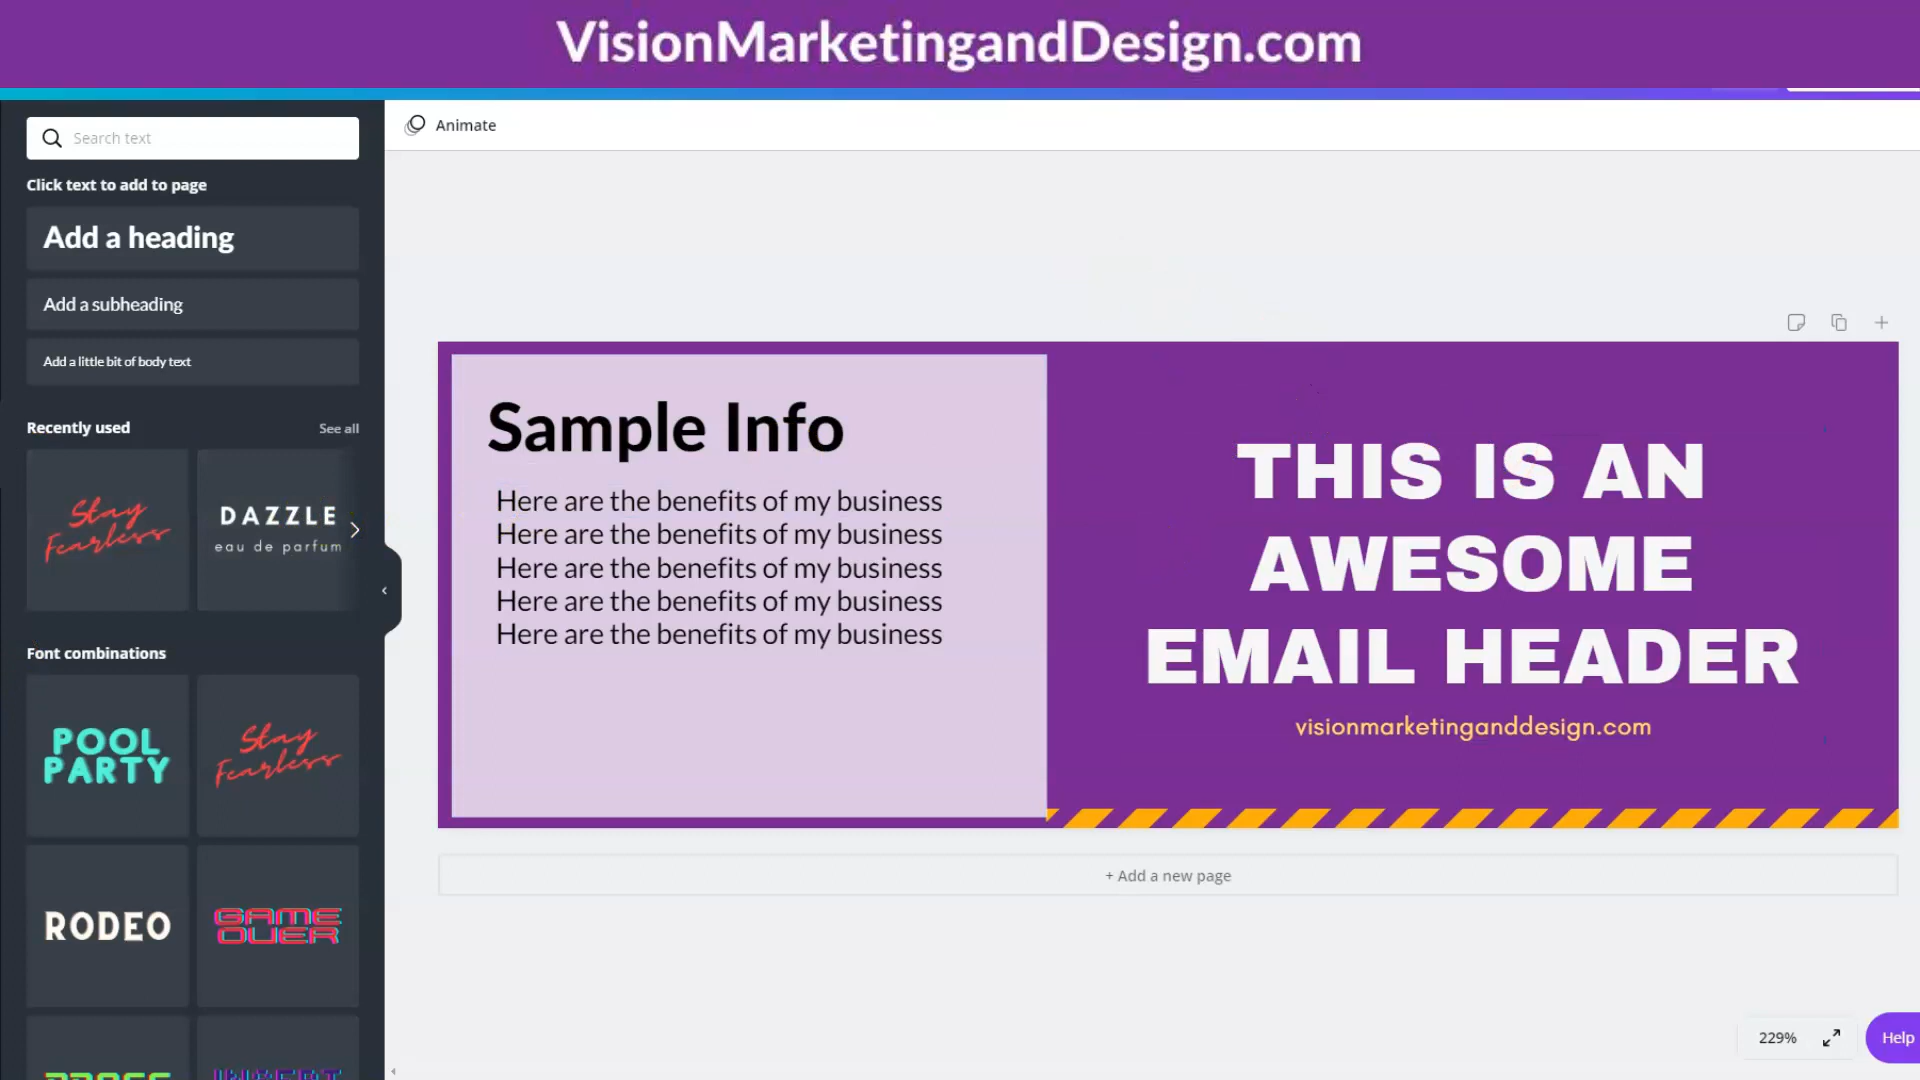 VisionMarketingandDesign.com
Search text
Animate
Click text to add to page
Add a heading
Add a subheading
Add a little bit of body text
Recently used
See all
Stay
Fearless
DAZZLE
eau de parfum
Font combinations
POOL
PARTY
Stay
Fearless
RODEO
GAME
OVER
Sample Info
Here are the benefits of my business
Here are the benefits of my business
Here are the benefits of my business
Here are the benefits of my business
Here are the benefits of my business
THIS IS AN
AWESOME
EMAIL HEADER
visionmarketinganddesign.com
+ Add a new page
229%
Help